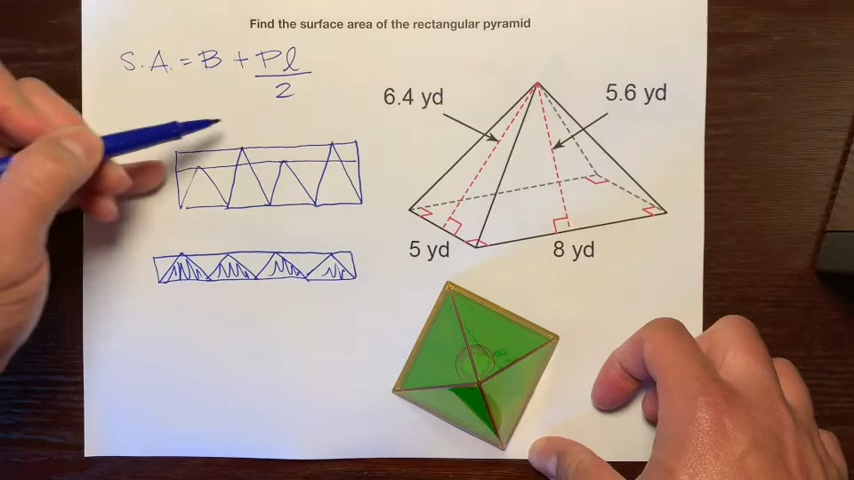 Find the surface area of the rectangular pyramid
S.A. = B + Pl/2
6.4 yd
5.6 yd
5 yd
8 yd